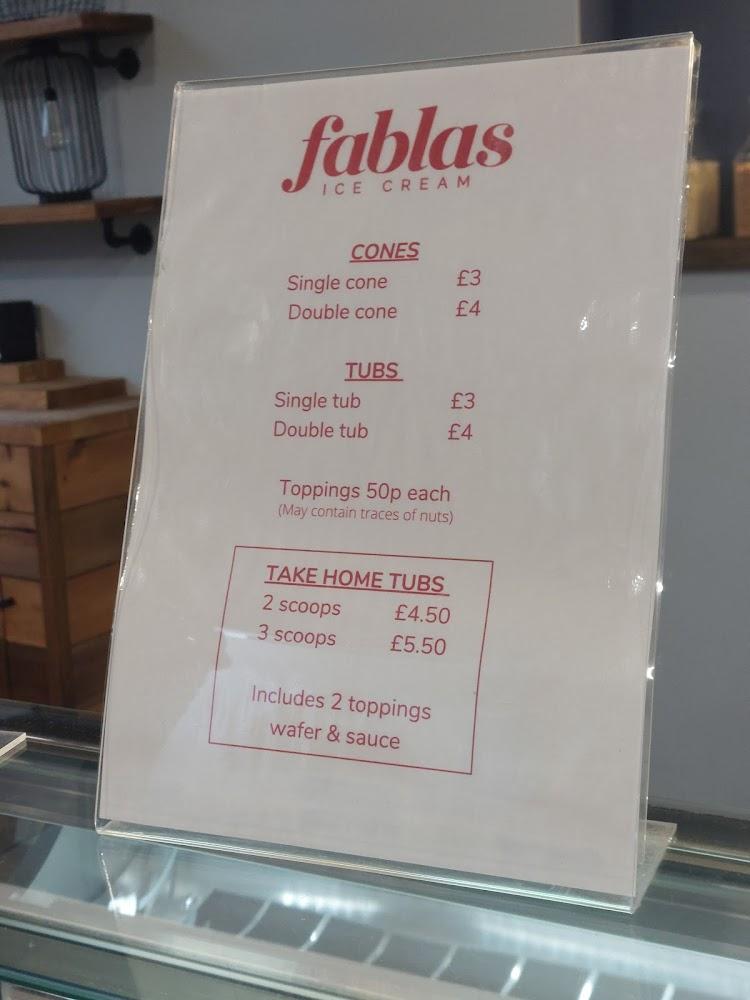 fablas
ICE CREAM
CONES
Single cone £3
Double cone £4
TUBS
Single tub £3
Double tub £4
Toppings 50p each
(May contain traces of nuts)
TAKE HOME TUBS
2 scoops £4.50
3 scoops £5.50
Includes 2 toppings
wafer & sauce